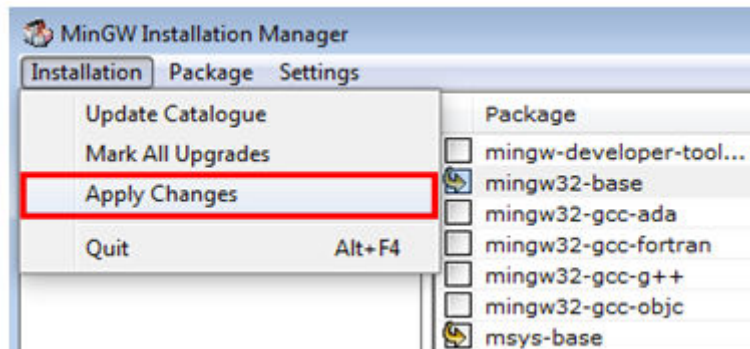 MinGW Installation Manager
Installation Package Settings
Update Catalogue
Mark All Upgrades
Apply Changes
Quit Alt+F4
Package
mingw-developer-tool...
mingw32-base
mingw32-gcc-ada
mingw32-gcc-fortran
mingw32-gcc-g++
mingw32-gcc-objc
msys-base